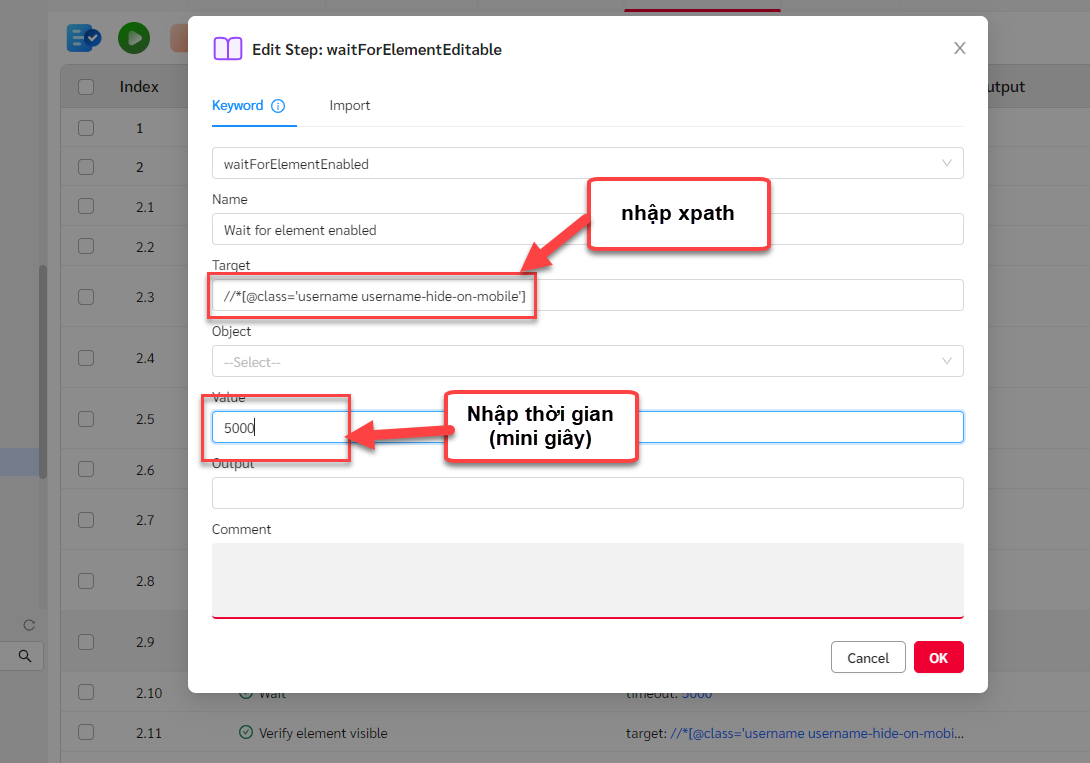 Edit Step: waitForElementEditable
Keyword
Import
Index
utput
waitForElementEnabled
Name
Wait for element enabled
nhập xpath
Target
//*[@class='username username-hide-on-mobile']
Object
--Select--
Value
5000
Nhập thời gian
(mini giây)
Output
Comment
Cancel
OK
1
2
2.1
2.2
2.3
2.4
2.5
2.6
2.7
2.8
2.9
2.10 Wait timeout: 5000
2.11 Verify element visible target: //*[@class='username username-hide-on-mobi...